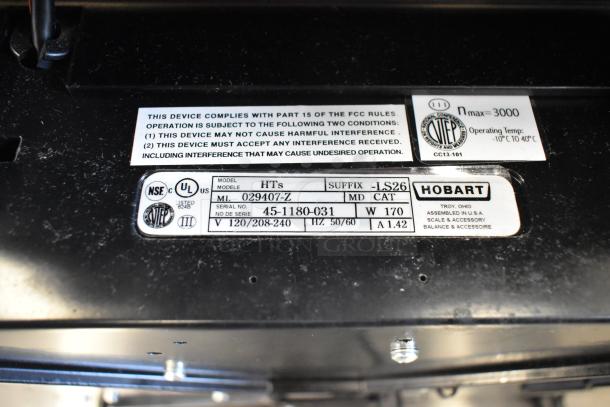 THIS DEVICE COMPLIES WITH PART 15 OF THE FCC RULES.
OPERATION IS SUBJECT TO THE FOLLOWING TWO CONDITIONS:
(1) THIS DEVICE MAY NOT CAUSE HARMFUL INTERFERENCE.
(2) THIS DEVICE MUST ACCEPT ANY INTERFERENCE RECEIVED.
INCLUDING INTERFERENCE THAT MAY CAUSE UNDESIRED OPERATION.
III
n max=3000
NTEP
Operating Temp:
-10°C TO 40°C
CC13-101
NSF
C UL US
LISTED
NTEP
III
MODEL
MODELE
HTs
SUFFIX -LS26
ML 029407-Z
MD CAT
SERIAL NO.
NO DE SERIE
45-1180-031
W 170
V 120/208-240
HZ 50/60
A 1.42
HOBART
TROY, OHIO
ASSEMBLED IN U.S.A.
SCALE & ACCESSORY
BALANCE & ACCESSOIRE